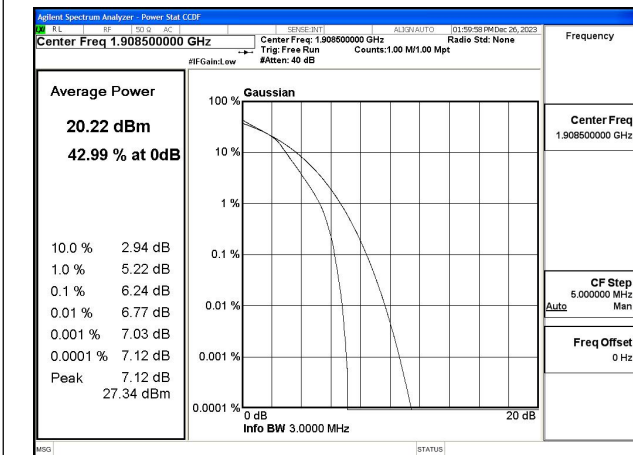 Agilent Spectrum Analyzer - Power Stat CCDF
RL RF 50 Ω AC SENSE:INT ALIGN AUTO 01:59:58 PM Dec 26, 2023
Center Freq 1.908500000 GHz
Center Freq: 1.908500000 GHz Radio Std: None
Trig: Free Run Counts:1.00 M/1.00 Mpt
#IFGain:Low #Atten: 40 dB
Frequency
Average Power
20.22 dBm
42.99 % at 0dB
10.0 % 2.94 dB
1.0 % 5.22 dB
0.1 % 6.24 dB
0.01 % 6.77 dB
0.001 % 7.03 dB
0.0001 % 7.12 dB
Peak 7.12 dB
27.34 dBm
Gaussian
100 %
10 %
1 %
0.1 %
0.01 %
0.001 %
0.0001 %
0 dB 20 dB
Info BW 3.0000 MHz
Center Freq
1.908500000 GHz
CF Step
5.000000 MHz
Auto Man
Freq Offset
0 Hz
MSG STATUS